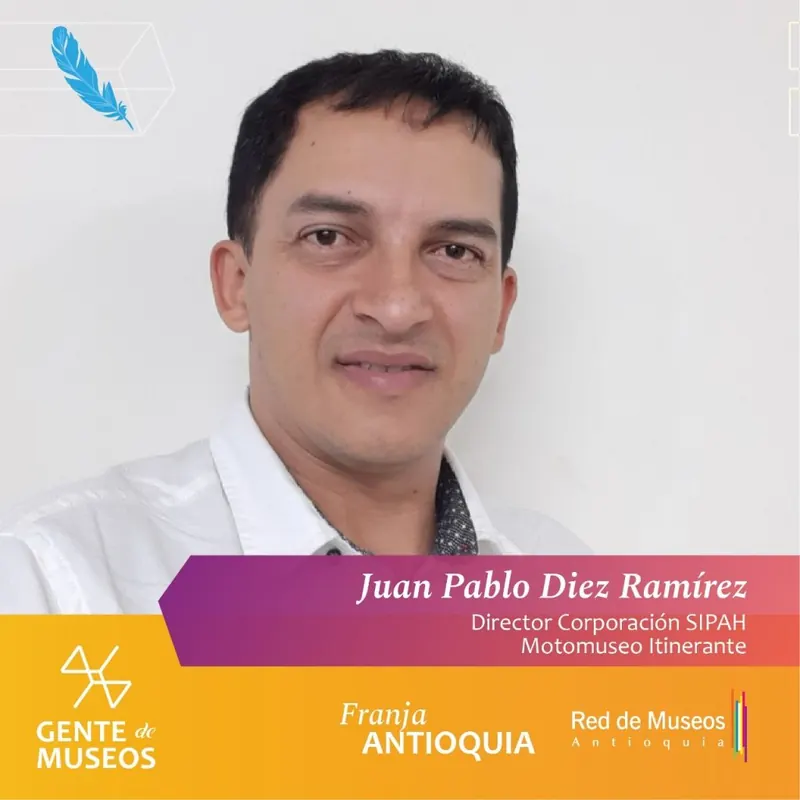 Juan Pablo Diez Ramírez
Director Corporación SIPAH
Motomuseo Itinerante
GENTE de
MUSEOS
Franja
ANTIOQUIA
Red de Museos
Antioquia